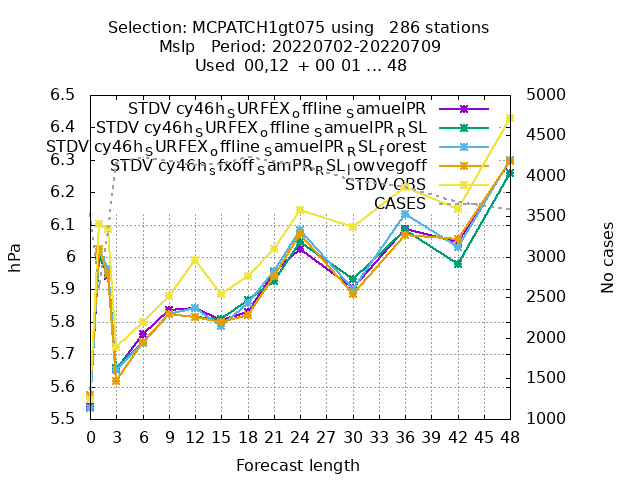 Selection: MCPATCH1gt075 using   286 stations
Mslp   Period: 20220702-20220709
Used  00,12  + 00 01 ... 48
STDV cy46h_SURFEX_offline_samuelPR
STDV cy46h_SURFEX_offline_samuelPR_RSL
STDV cy46h_SURFEX_offline_samuelPR_RSL_forest
STDV cy46h_sfxoff_samPR_RSL_lowvegoff
STDV OBS
CASES
6.5
6.4
6.3
6.2
6.1
6
5.9
5.8
5.7
5.6
5.5
5000
4500
4000
3500
3000
2500
2000
1500
1000
hPa
No cases
0 3 6 9 12 15 18 21 24 27 30 33 36 39 42 45 48
Forecast length